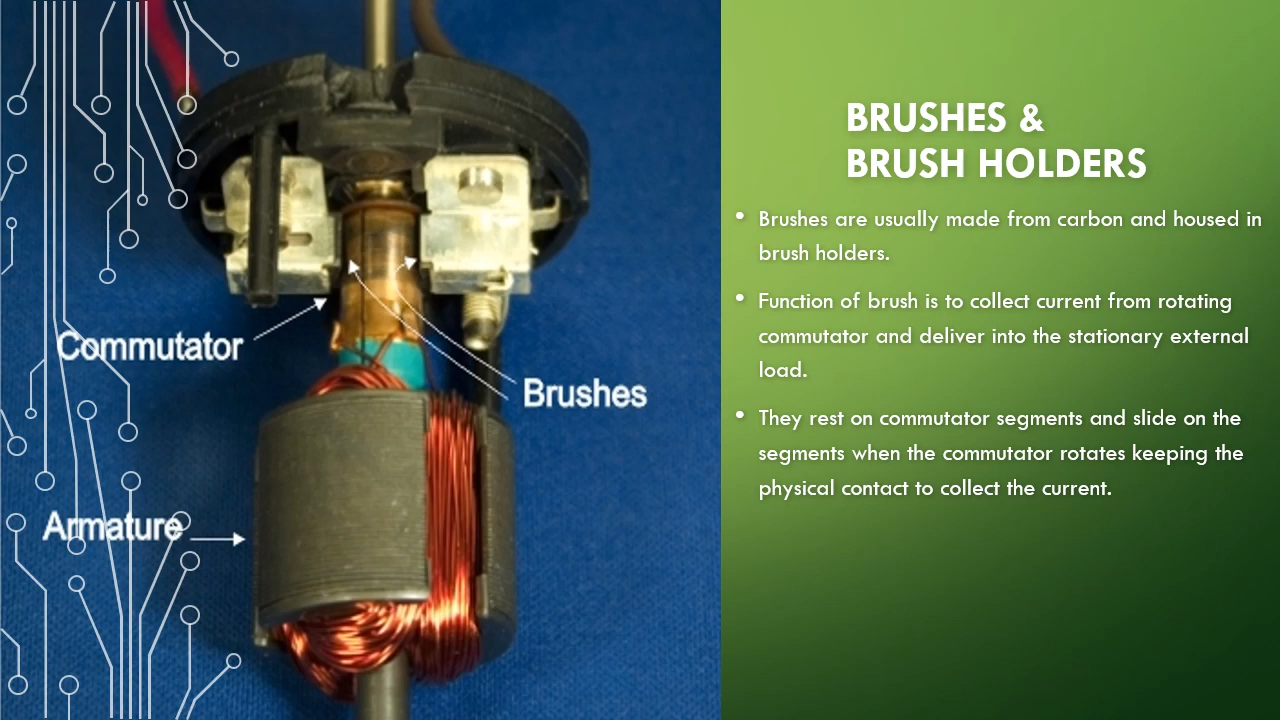 Commutator
Brushes
Armature
BRUSHES &
BRUSH HOLDERS
• Brushes are usually made from carbon and housed in
brush holders.
• Function of brush is to collect current from rotating
commutator and deliver into the stationary external
load.
• They rest on commutator segments and slide on the
segments when the commutator rotates keeping the
physical contact to collect the current.